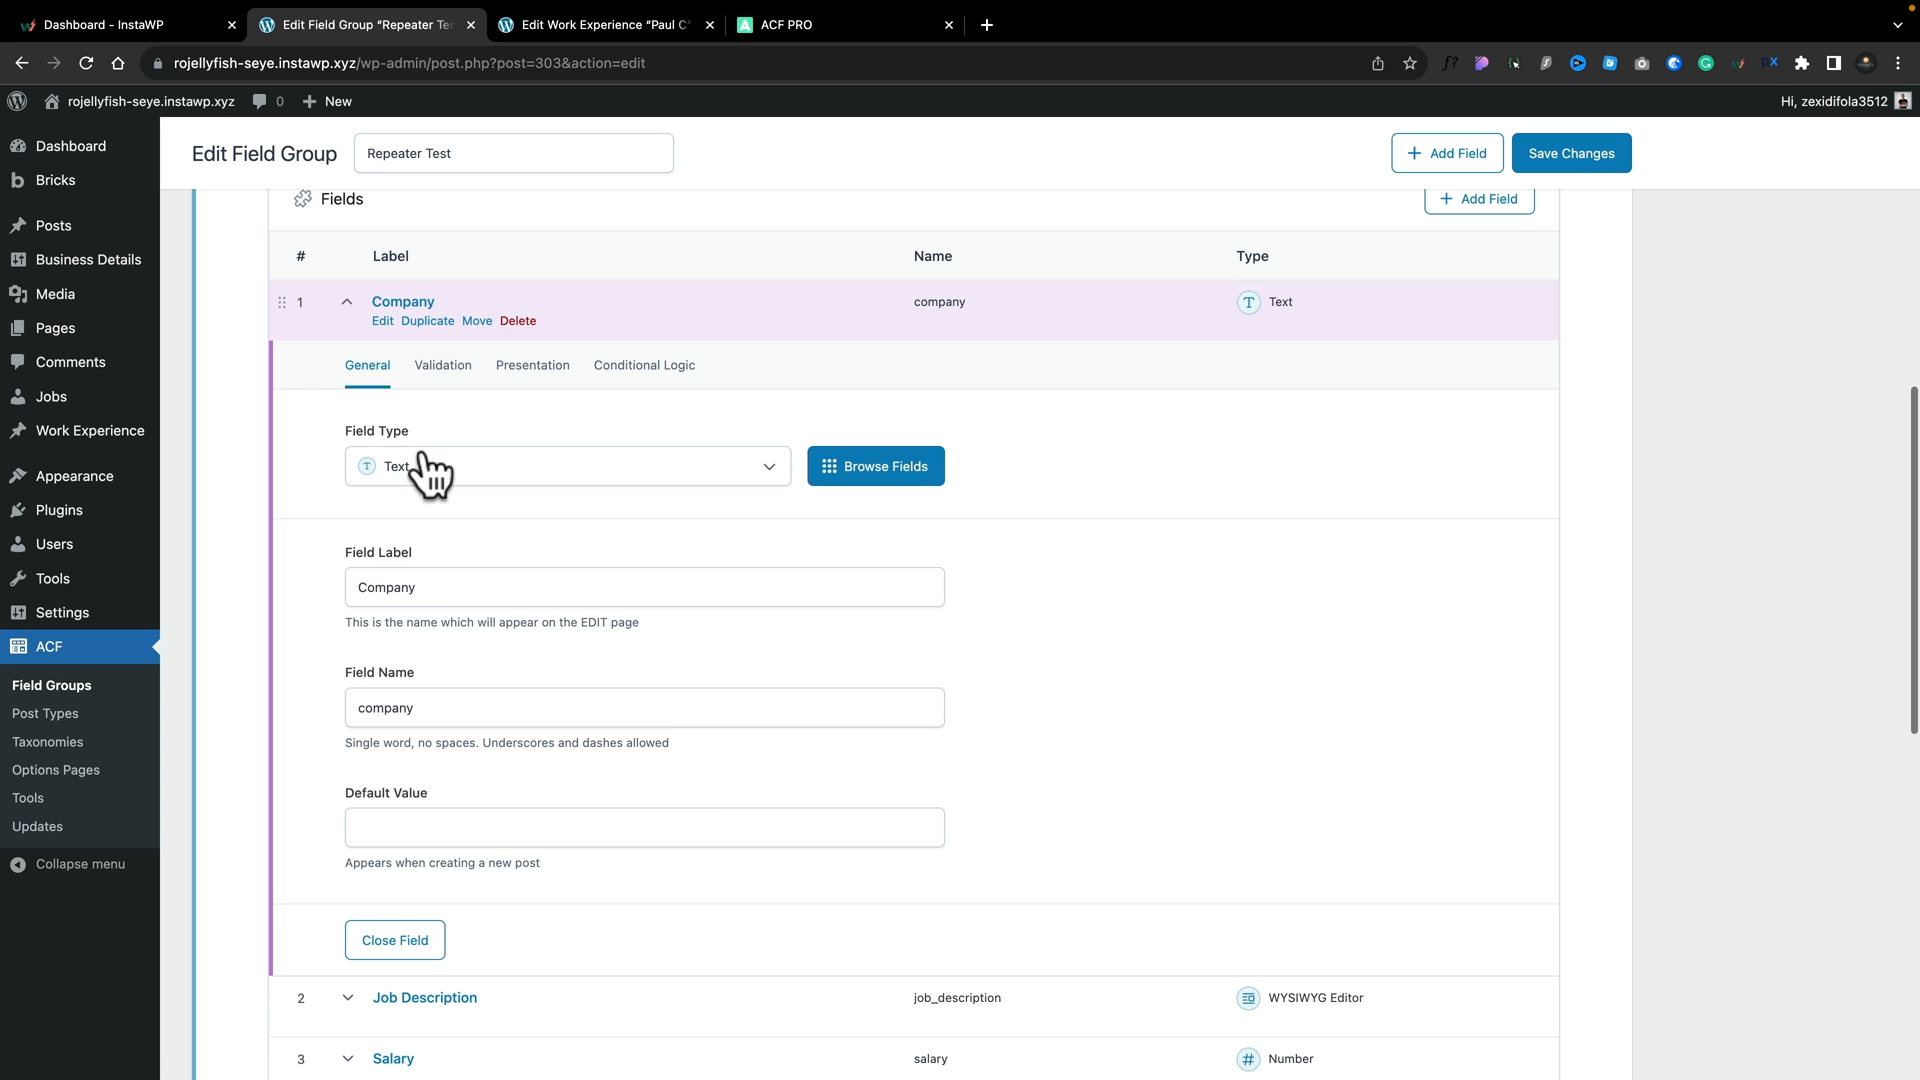 Dashboard - InstaWP
Edit Field Group “Repeater Tes
Edit Work Experience “Paul C”
ACF PRO
rojellyfish-seye.instawp.xyz/wp-admin/post.php?post=303&action=edit
rojellyfish-seye.instawp.xyz
0
New
Hi, zexidifola3512
Dashboard
Bricks
Posts
Business Details
Media
Pages
Comments
Jobs
Work Experience
Appearance
Plugins
Users
Tools
Settings
ACF
Field Groups
Post Types
Taxonomies
Options Pages
Tools
Updates
Collapse menu
Edit Field Group
Repeater Test
+ Add Field
Save Changes
Fields
+ Add Field
# Label Name Type
1 Company company Text
Edit Duplicate Move Delete
General Validation Presentation Conditional Logic
Field Type
Text
Browse Fields
Field Label
Company
This is the name which will appear on the EDIT page
Field Name
company
Single word, no spaces. Underscores and dashes allowed
Default Value
Appears when creating a new post
Close Field
2 Job Description job_description WYSIWYG Editor
3 Salary salary # Number